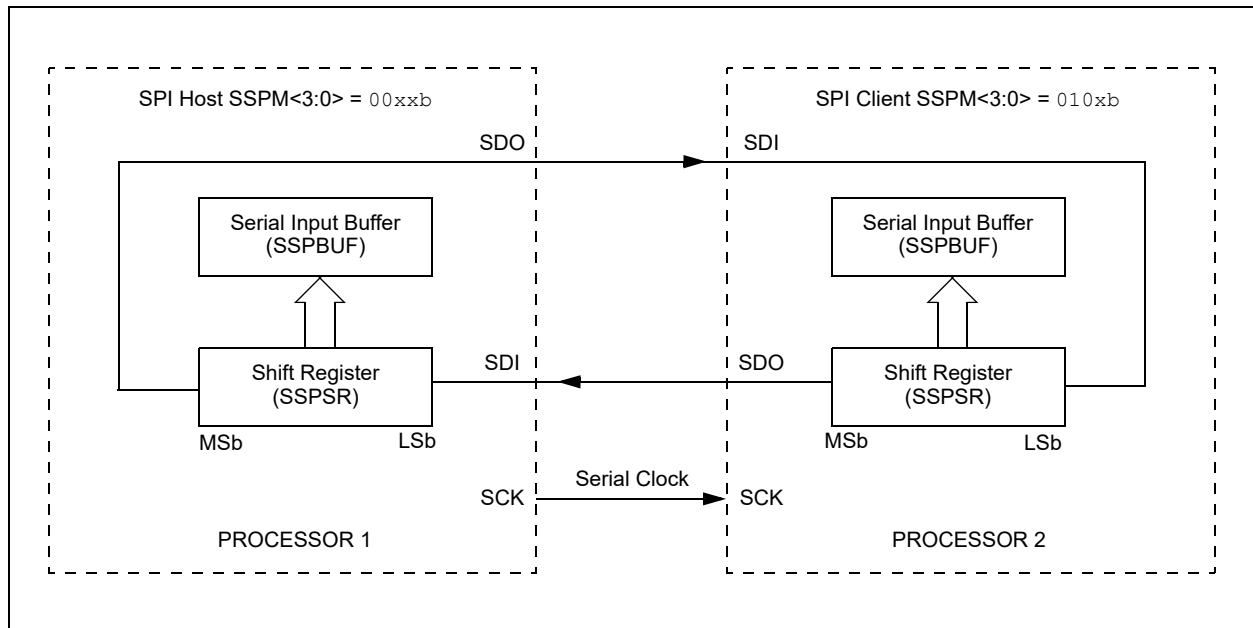 SPI Host SSPM<3:0> = 00xxb
SPI Client SSPM<3:0> = 010xb
SDO
SDI
Serial Input Buffer
(SSPBUF)
Serial Input Buffer
(SSPBUF)
Shift Register
(SSPSR)
SDI
SDO
Shift Register
(SSPSR)
MSb
LSb
MSb
LSb
Serial Clock
SCK
SCK
PROCESSOR 1
PROCESSOR 2